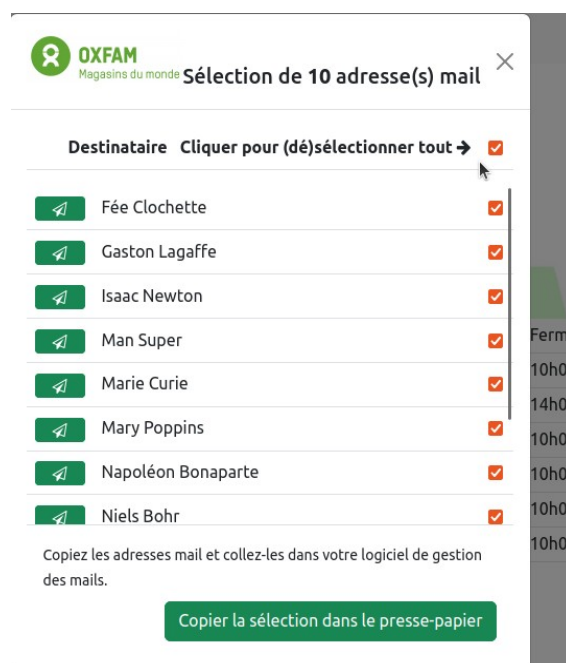 OXFAM
Magasins du monde
Sélection de 10 adresse(s) mail
Destinataire Cliquer pour (dé)sélectionner tout →
Fée Clochette
Gaston Lagaffe
Isaac Newton
Man Super
Marie Curie
Ferm
10h0
Mary Poppins
14h0
10h0
Napoléon Bonaparte
10h0
Niels Bohr
10h0
10h0
Copiez les adresses mail et collez-les dans votre logiciel de gestion
des mails.
Copier la sélection dans le presse-papier